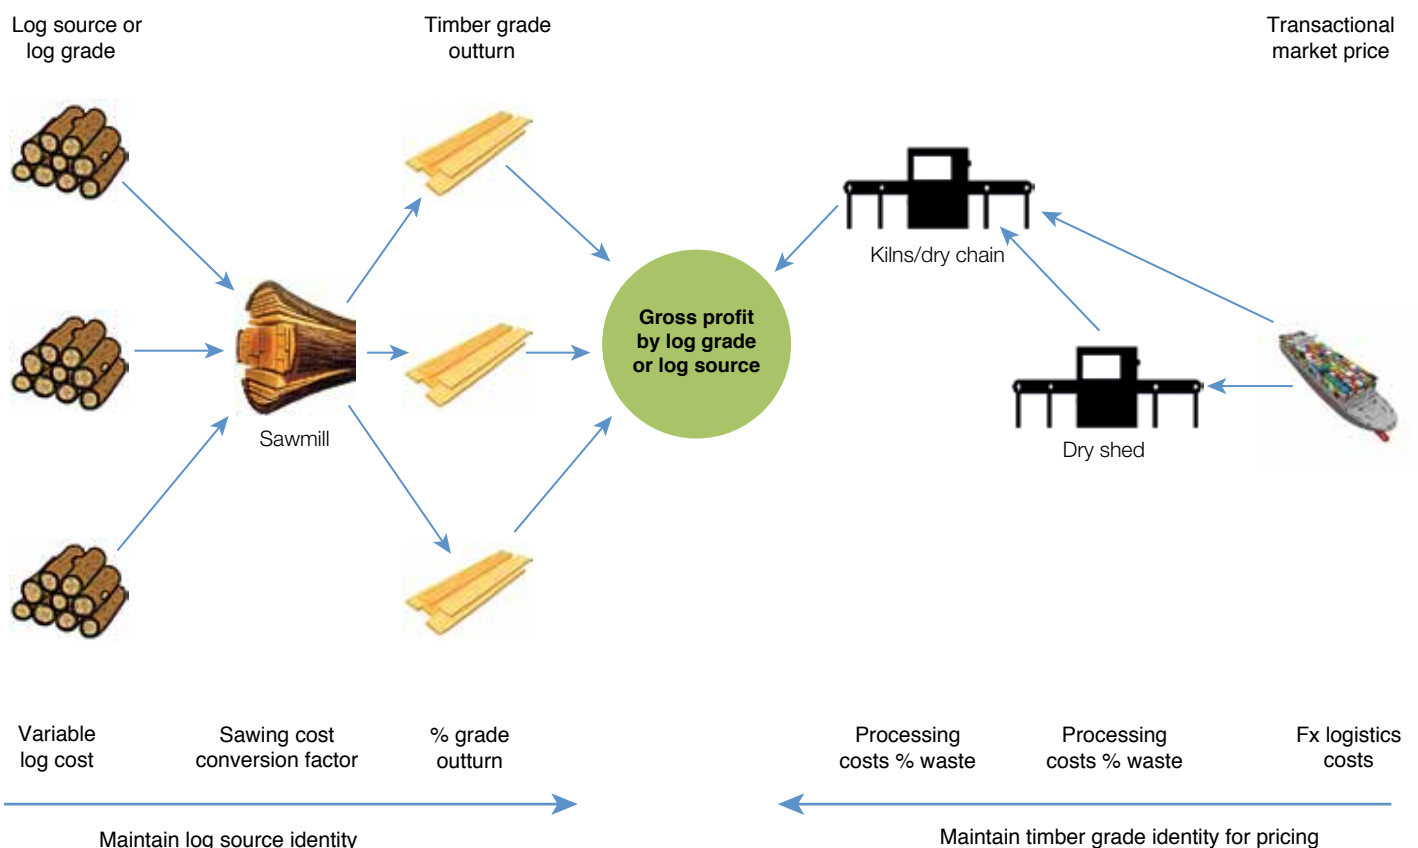 Log source or
log grade
Timber grade
outturn
Transactional
market price
Kilns/dry chain
Gross profit
by log grade
or log source
Sawmill
Dry shed
Variable
log cost
Sawing cost
conversion factor
% grade
outturn
Processing
costs % waste
Processing
costs % waste
Fx logistics
costs
Maintain log source identity
Maintain timber grade identity for pricing